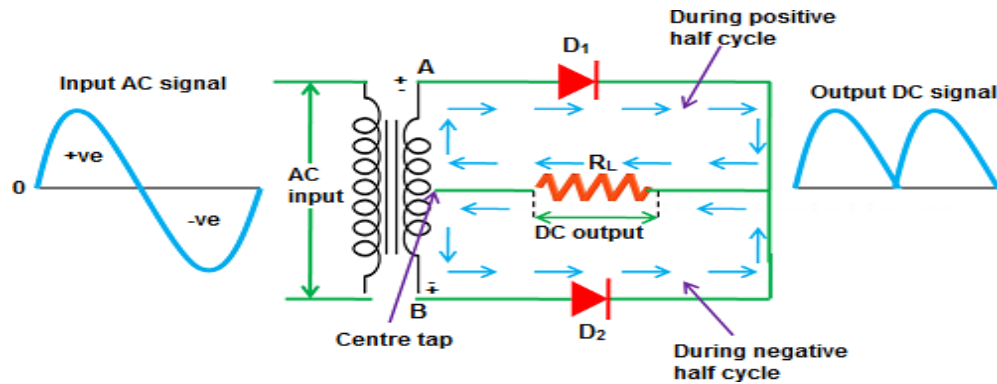 During positive
half cycle
D1
A
+
-
Input AC signal
Output DC signal
+ve
0
-ve
AC
input
RL
DC output
-
+
B
D2
Centre tap
During negative
half cycle